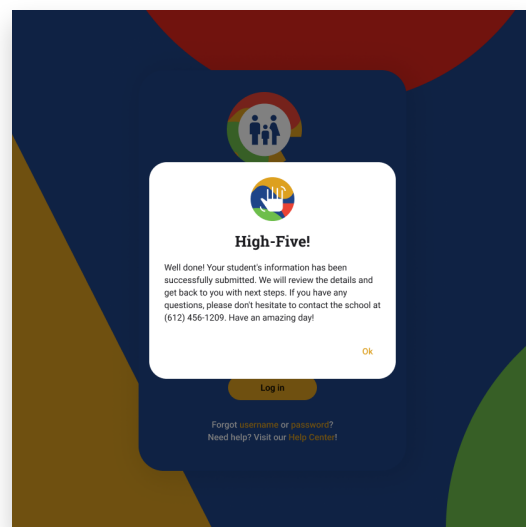 High-Five!
Well done! Your student's information has been
successfully submitted. We will review the details and
get back to you with next steps. If you have any
questions, please don't hesitate to contact the school at
(612) 456-1209. Have an amazing day!
Ok
Log in
Forgot username or password?
Need help? Visit our Help Center!